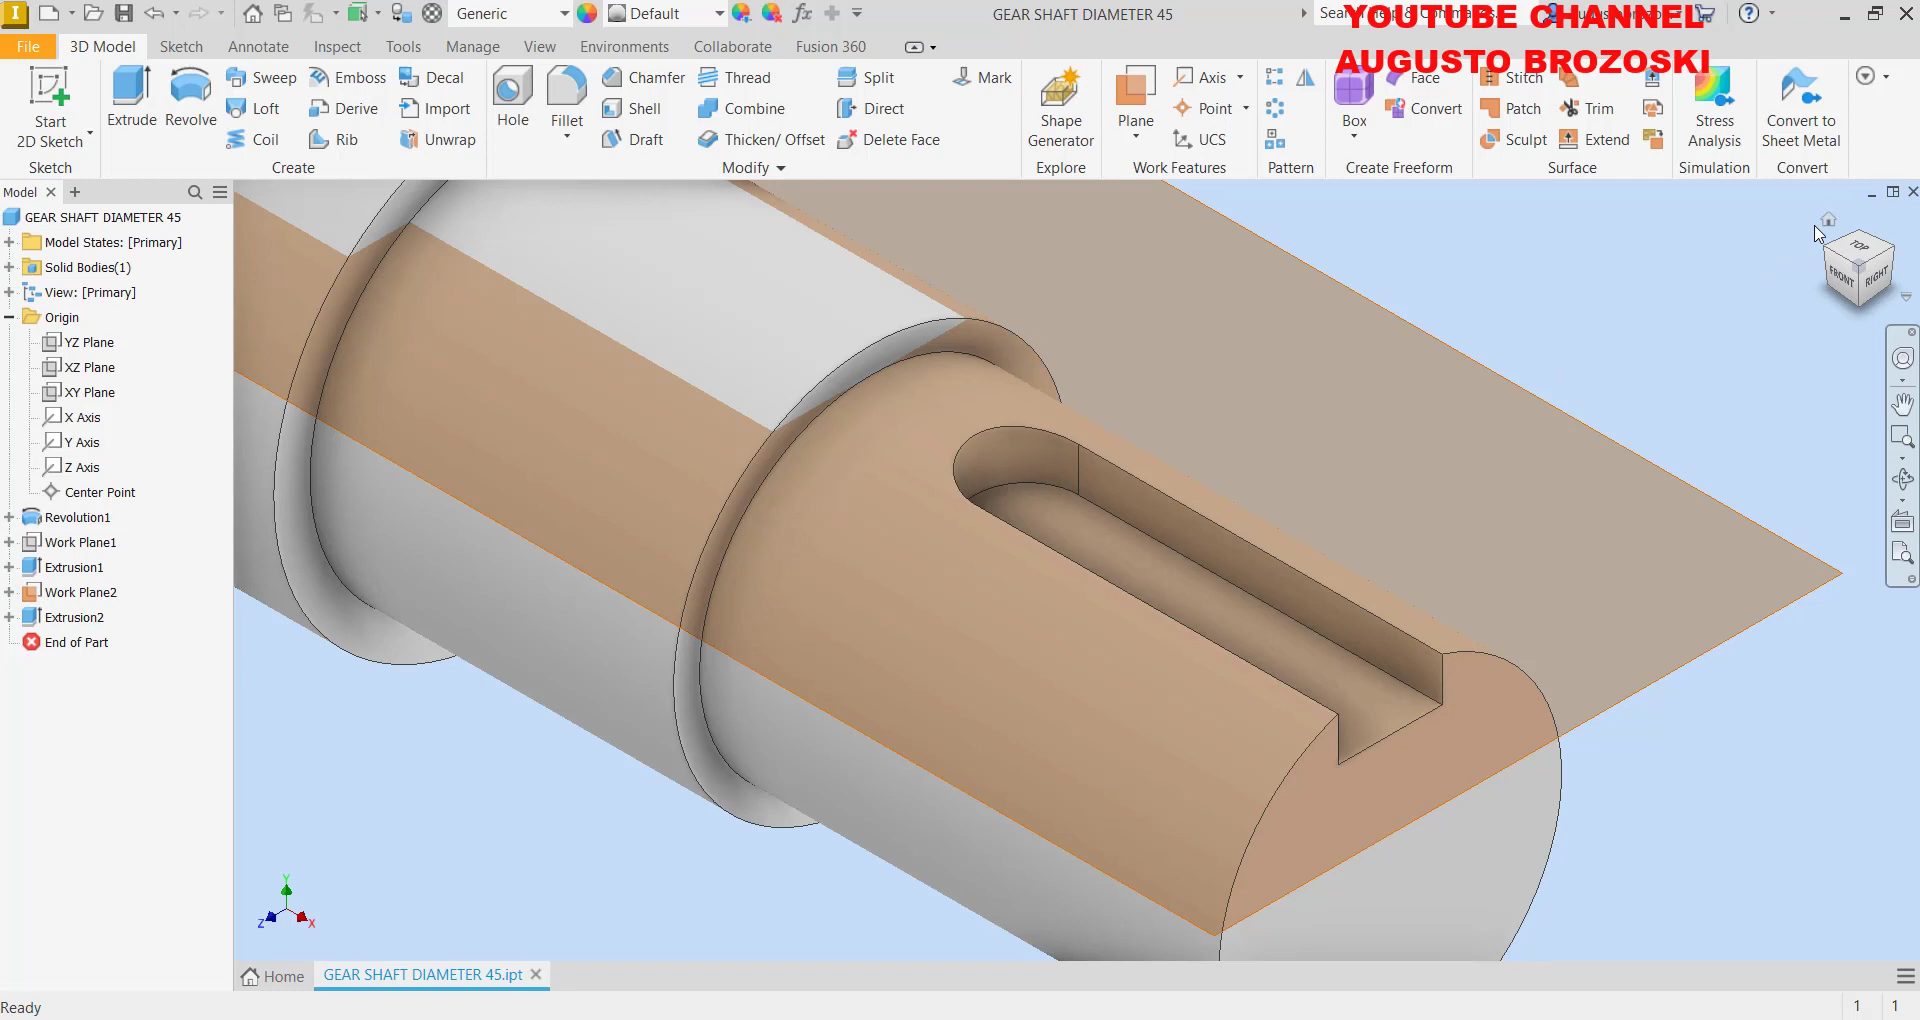 Generic
Default
GEAR SHAFT DIAMETER 45
YOUTUBE CHANNEL
AUGUSTO BROZOSKI
File
3D Model
Sketch
Annotate
Inspect
Tools
Manage
View
Environments
Collaborate
Fusion 360
Start
2D Sketch
Sketch
Extrude
Revolve
Sweep
Loft
Coil
Emboss
Derive
Rib
Decal
Import
Unwrap
Create
Hole
Fillet
Chamfer
Shell
Draft
Thread
Combine
Thicken/ Offset
Split
Direct
Delete Face
Modify
Mark
Shape
Generator
Explore
Plane
Axis
Point
UCS
Work Features
Pattern
Box
Face
Convert
Create Freeform
Stitch
Patch
Sculpt
Trim
Extend
Surface
Stress
Analysis
Simulation
Convert to
Sheet Metal
Convert
Model
GEAR SHAFT DIAMETER 45
Model States: [Primary]
Solid Bodies(1)
View: [Primary]
Origin
YZ Plane
XZ Plane
XY Plane
X Axis
Y Axis
Z Axis
Center Point
Revolution1
Work Plane1
Extrusion1
Work Plane2
Extrusion2
End of Part
TOP
FRONT
RIGHT
Y
Z
X
Home
GEAR SHAFT DIAMETER 45.ipt
Ready
1
1